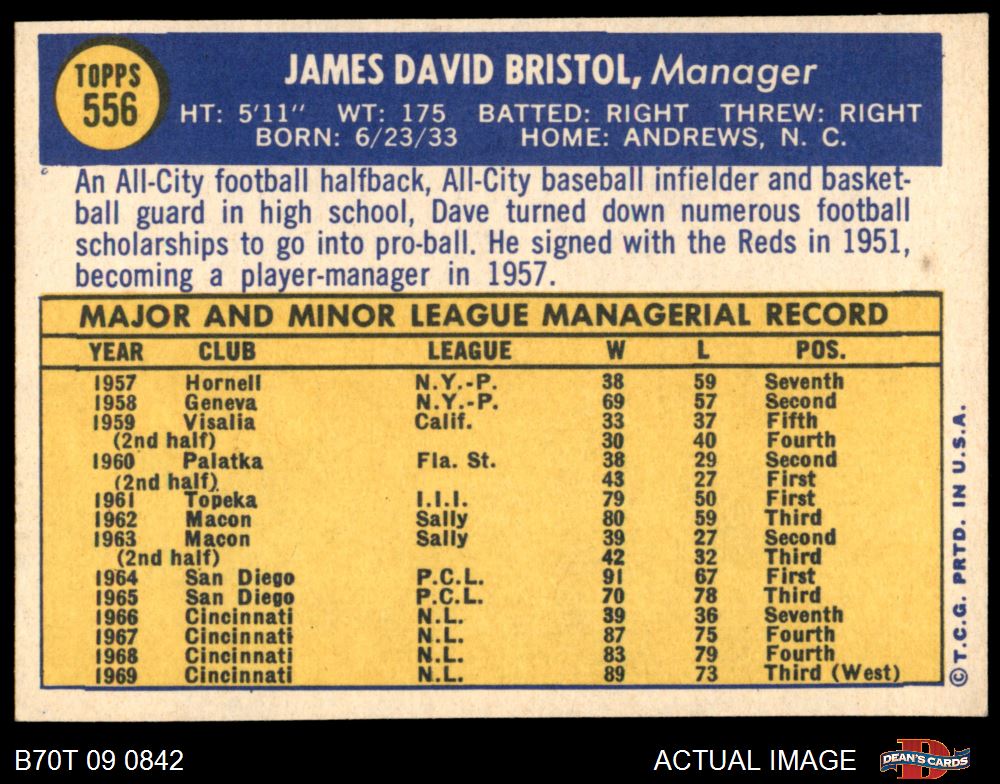 TOPPS
556
JAMES DAVID BRISTOL, Manager
HT: 5'11" WT: 175 BATTED: RIGHT THREW: RIGHT
BORN: 6/23/33 HOME: ANDREWS, N. C.
An All-City football halfback, All-City baseball infielder and basket-
ball guard in high school, Dave turned down numerous football
scholarships to go into pro-ball. He signed with the Reds in 1951,
becoming a player-manager in 1957.
MAJOR AND MINOR LEAGUE MANAGERIAL RECORD
YEAR CLUB LEAGUE W L POS.
1957 Hornell N.Y.-P. 38 59 Seventh
1958 Geneva N.Y.-P. 69 57 Second
1959 Visalia Calif. 33 37 Fifth
(2nd half) 30 40 Fourth
1960 Palatka Fla. St. 38 29 Second
(2nd half) 43 27 First
1961 Topeka I.I.I. 79 50 First
1962 Macon Sally 80 59 Third
1963 Macon Sally 39 27 Second
(2nd half) 42 32 Third
1964 San Diego P.C.L. 91 67 First
1965 San Diego P.C.L. 70 78 Third
1966 Cincinnati N.L. 39 36 Seventh
1967 Cincinnati N.L. 87 75 Fourth
1968 Cincinnati N.L. 83 79 Fourth
1969 Cincinnati N.L. 89 73 Third (West)
© T.C.G. PRTD. IN U.S.A.
B70T 09 0842 ACTUAL IMAGE
DEAN'S CARDS